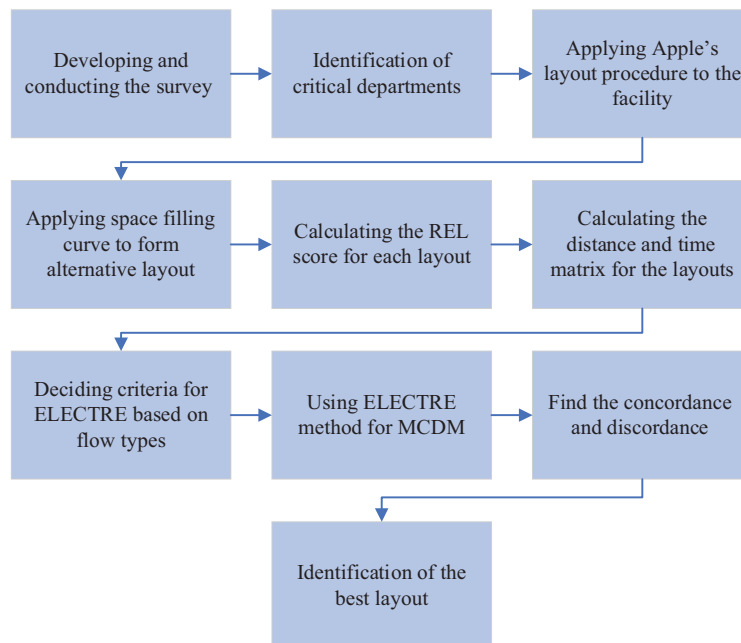 Developing and
conducting the survey
Identification of
critical departments
Applying Apple's
layout procedure to the
facility
Applying space filling
curve to form
alternative layout
Calculating the REL
score for each layout
Calculating the
distance and time
matrix for the layouts
Deciding criteria for
ELECTRE based on
flow types
Using ELECTRE
method for MCDM
Find the concordance
and discordance
Identification of the
best layout